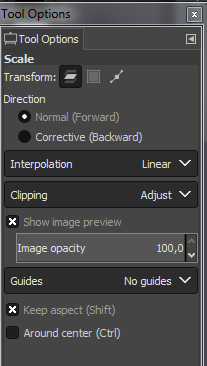 Tool Options
Tool Options
Scale
Transform:
Direction
Normal (Forward)
Corrective (Backward)
Interpolation Linear
Clipping Adjust
Show image preview
Image opacity 100,0
Guides No guides
Keep aspect (Shift)
Around center (Ctrl)